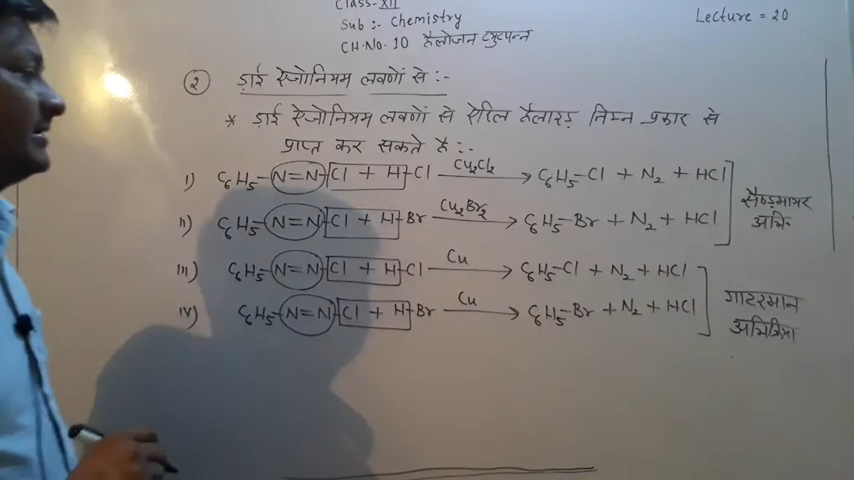 Class-XII
Sub :- Chemistry
Lecture = 20
CH.No. 10 हैलोजन व्युत्पन्न
② डाई ऐजोनियम लवणों से :-
* डाई ऐजोनियम लवणों से ऐरिल हैलाइड निम्न प्रकार से
प्राप्त कर सकते है :-
I) C₆H₅-N=N-Cl + H-Cl Cu₂Cl₂→ C₆H₅-Cl + N₂ + HCl
II) C₆H₅-N=N-Cl + H-Br Cu₂Br₂→ C₆H₅-Br + N₂ + HCl
सैण्डमायर
अभि॰
III) C₆H₅-N=N-Cl + H-Cl Cu→ C₆H₅-Cl + N₂ + HCl
IV) C₆H₅-N=N-Cl + H-Br Cu→ C₆H₅-Br + N₂ + HCl
गाटरमान
अभिक्रिया